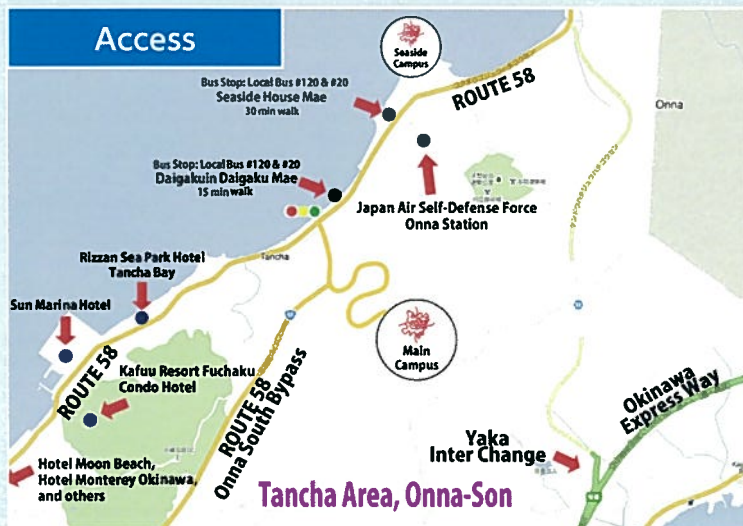 Access
Seaside
Campus
Bus Stop: Local Bus #120 & #20
Seaside House Mae
30 min walk
ROUTE 58
Onna
Bus Stop: Local Bus #120 & #20
Daigakuin Daigaku Mae
15 min walk
Japan Air Self-Defense Force
Onna Station
Rizzan Sea Park Hotel
Tancha Bay
Tancha
Sun Marina Hotel
Main
Campus
ROUTE 58
Kafuu Resort Fuchaku
Condo Hotel
ROUTE 58
Onna South Bypass
Okinawa
Express Way
Yaka
Inter Change
Hotel Moon Beach,
Hotel Monterey Okinawa,
and others
Tancha Area, Onna-Son